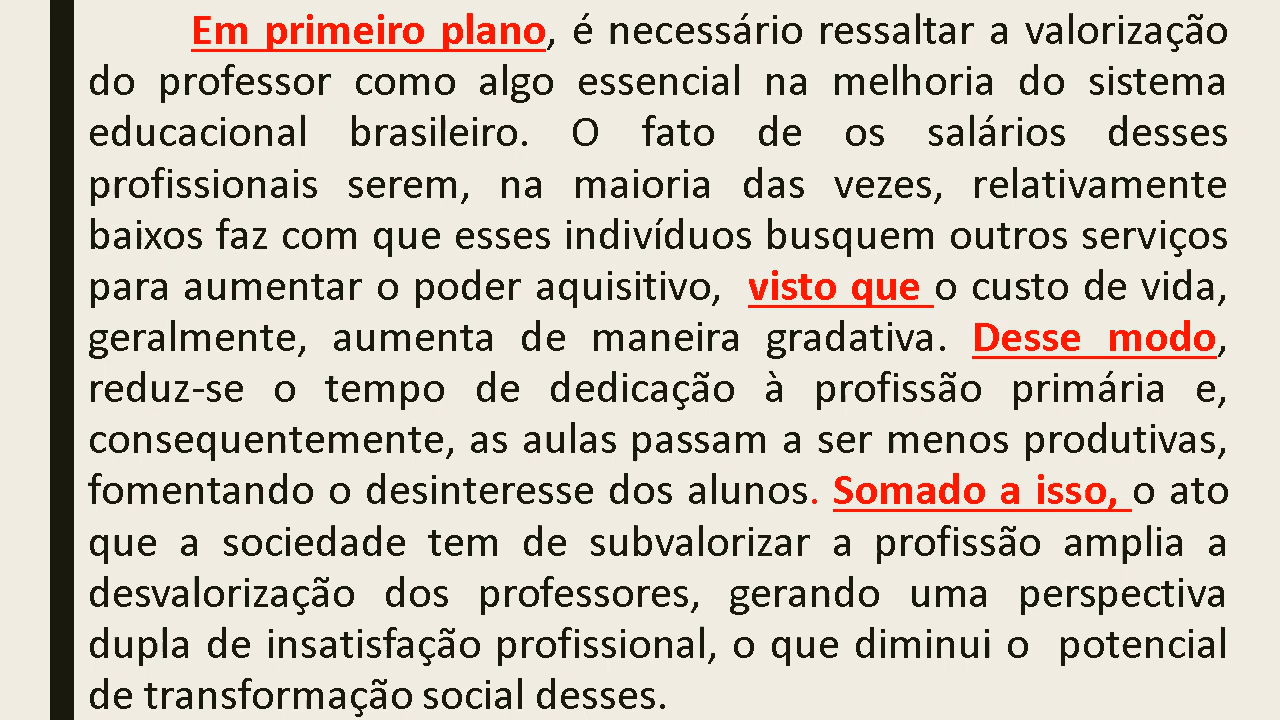 Em primeiro plano, é necessário ressaltar a valorização
do professor como algo essencial na melhoria do sistema
educacional brasileiro. O fato de os salários desses
profissionais serem, na maioria das vezes, relativamente
baixos faz com que esses indivíduos busquem outros serviços
para aumentar o poder aquisitivo, visto que o custo de vida,
geralmente, aumenta de maneira gradativa. Desse modo,
reduz-se o tempo de dedicação à profissão primária e,
consequentemente, as aulas passam a ser menos produtivas,
fomentando o desinteresse dos alunos. Somado a isso, o ato
que a sociedade tem de subvalorizar a profissão amplia a
desvalorização dos professores, gerando uma perspectiva
dupla de insatisfação profissional, o que diminui o potencial
de transformação social desses.